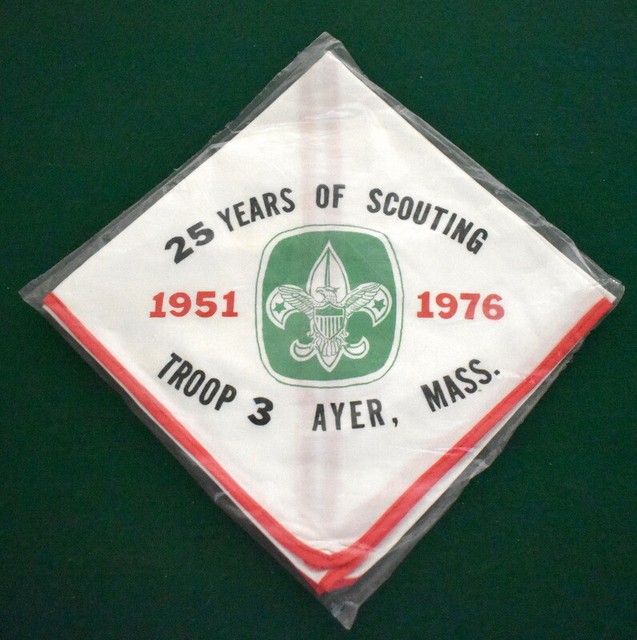 25 YEARS OF SCOUTING
1951 1976
TROOP 3 AYER, MASS.